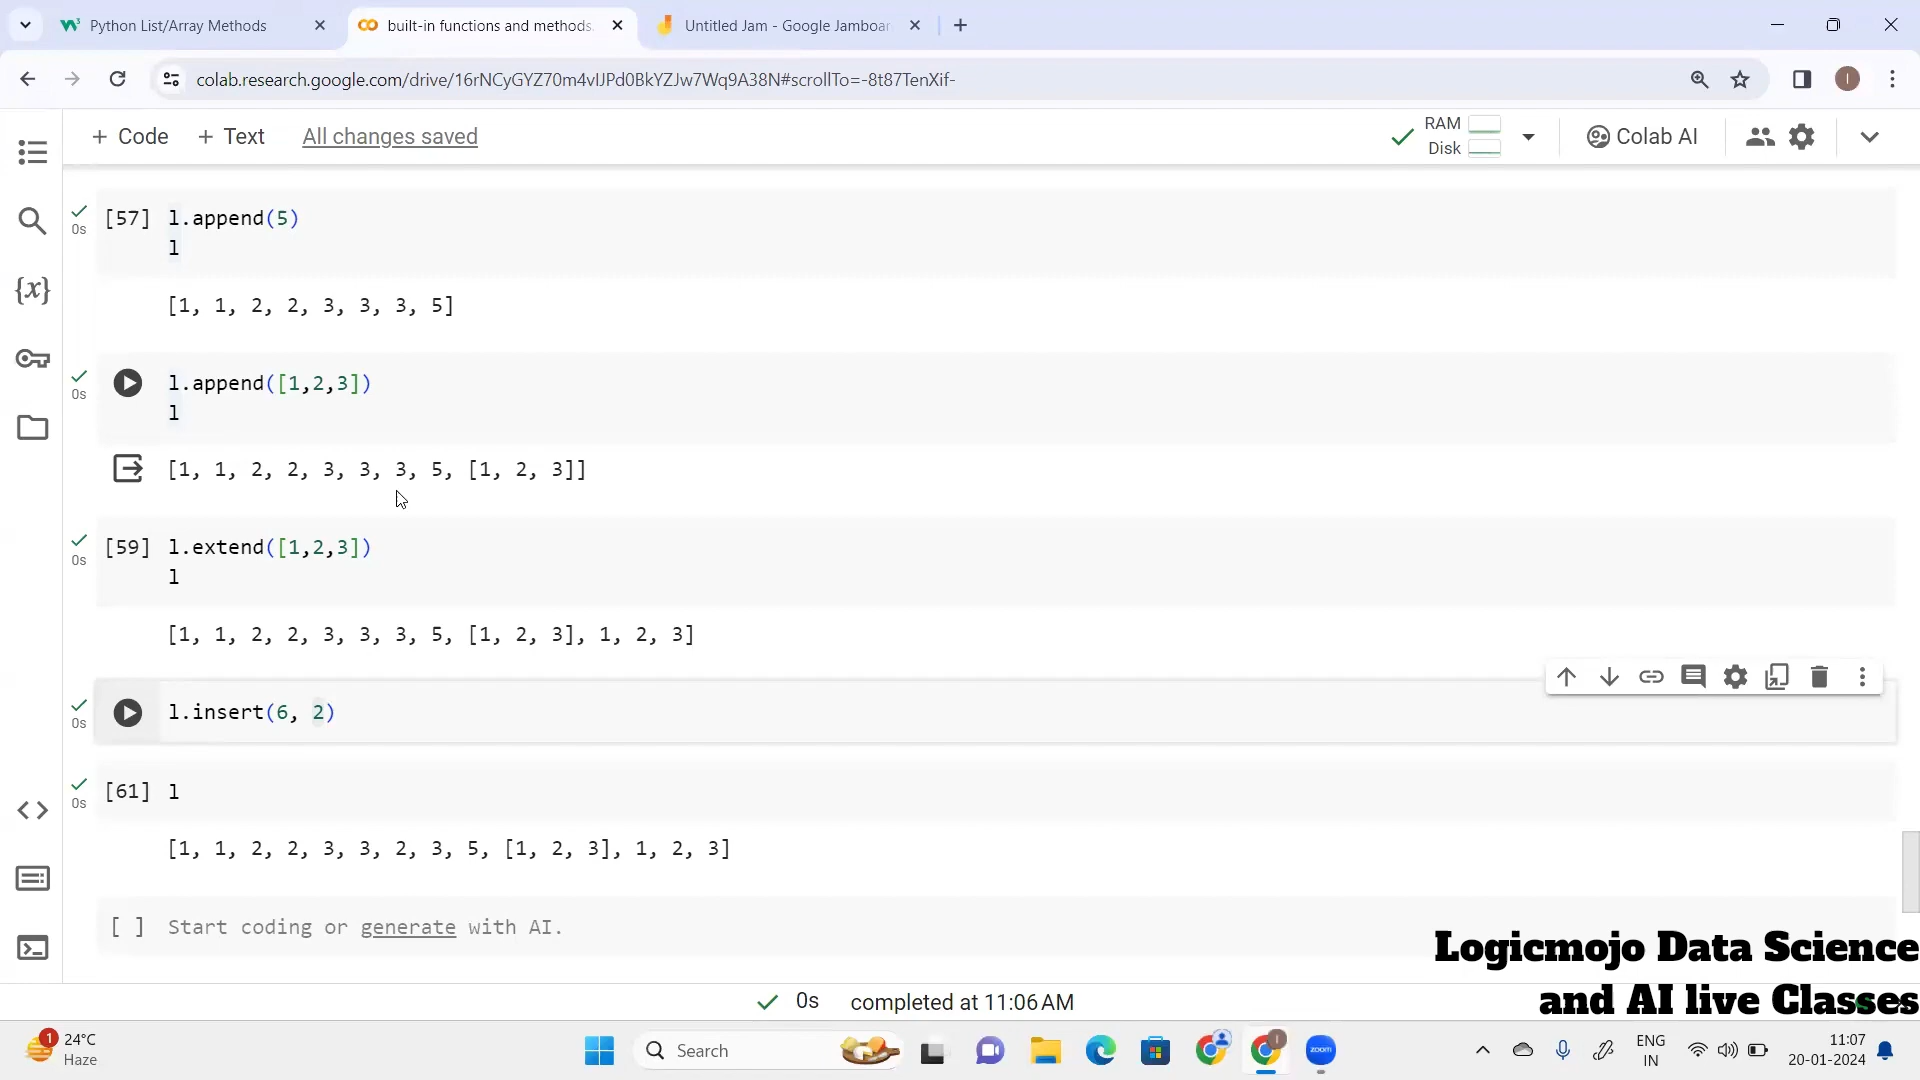 Python List/Array Methods
built-in functions and methods.
Untitled Jam - Google Jamboar
colab.research.google.com/drive/16rNCyGYZ70m4vlJPd0BkYZJw7Wq9A38N#scrollTo=-8t87TenXif-
+ Code + Text All changes saved
RAM
Disk
Colab AI
[57] l.append(5)
l
0s
[1, 1, 2, 2, 3, 3, 3, 5]
l.append([1,2,3])
l
0s
[1, 1, 2, 2, 3, 3, 3, 5, [1, 2, 3]]
[59] l.extend([1,2,3])
l
0s
[1, 1, 2, 2, 3, 3, 3, 5, [1, 2, 3], 1, 2, 3]
l.insert(6, 2)
0s
[61] l
0s
[1, 1, 2, 2, 3, 3, 2, 3, 5, [1, 2, 3], 1, 2, 3]
[ ] Start coding or generate with AI.
Logicmojo Data Science
and AI live Classes
0s completed at 11:06 AM
1
24°C
Haze
Search
zoom
ENG
IN
11:07
20-01-2024